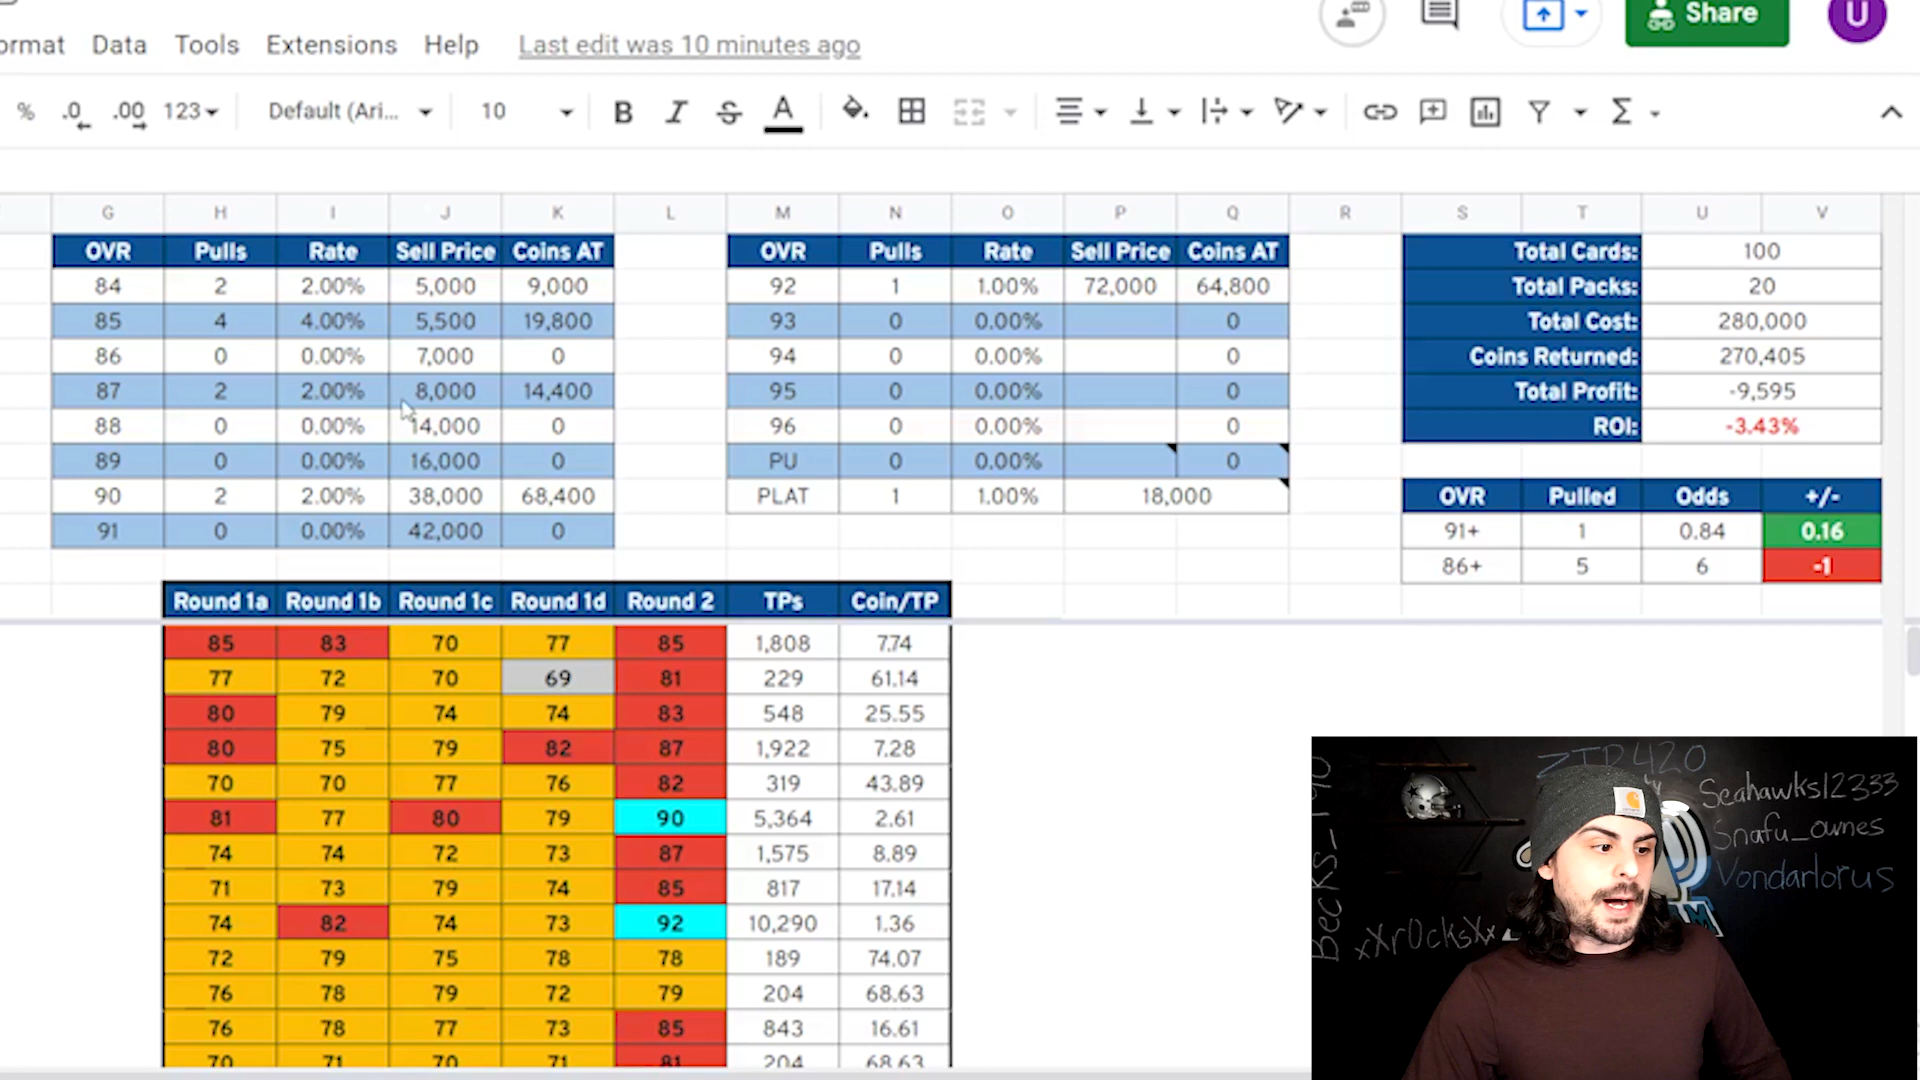 Share
U
ormat Data Tools Extensions Help Last edit was 10 minutes ago
% .0 .00 123 Default (Ari... 10 B I S A Σ
G H I J K L M N O P Q R S T U V
OVR Pulls Rate Sell Price Coins AT OVR Pulls Rate Sell Price Coins AT Total Cards: 100
84 2 2.00% 5,000 9,000 92 1 1.00% 72,000 64,800 Total Packs: 20
85 4 4.00% 5,500 19,800 93 0 0.00% 0 Total Cost: 280,000
86 0 0.00% 7,000 0 94 0 0.00% 0 Coins Returned: 270,405
87 2 2.00% 8,000 14,400 95 0 0.00% 0 Total Profit: -9,595
88 0 0.00% 14,000 0 96 0 0.00% 0 ROI: -3.43%
89 0 0.00% 16,000 0 PU 0 0.00% 0
90 2 2.00% 38,000 68,400 PLAT 1 1.00% 18,000 OVR Pulled Odds +/-
91 0 0.00% 42,000 0 91+ 1 0.84 0.16
86+ 5 6 -1
Round 1a Round 1b Round 1c Round 1d Round 2 TPs Coin/TP
85 83 70 77 85 1,808 7.74
77 72 70 69 81 229 61.14
80 79 74 74 83 548 25.55
80 75 79 82 87 1,922 7.28
70 70 77 76 82 319 43.89
81 77 80 79 90 5,364 2.61
74 74 72 73 87 1,575 8.89
71 73 79 74 85 817 17.14
74 82 74 73 92 10,290 1.36
72 79 75 78 78 189 74.07
76 78 79 72 79 204 68.63
76 78 77 73 85 843 16.61
70 71 70 71 81 204 68.63
ZTP420
Seahawks12333
Snafu_ownes
Vondarlorus
xXr0cksXx